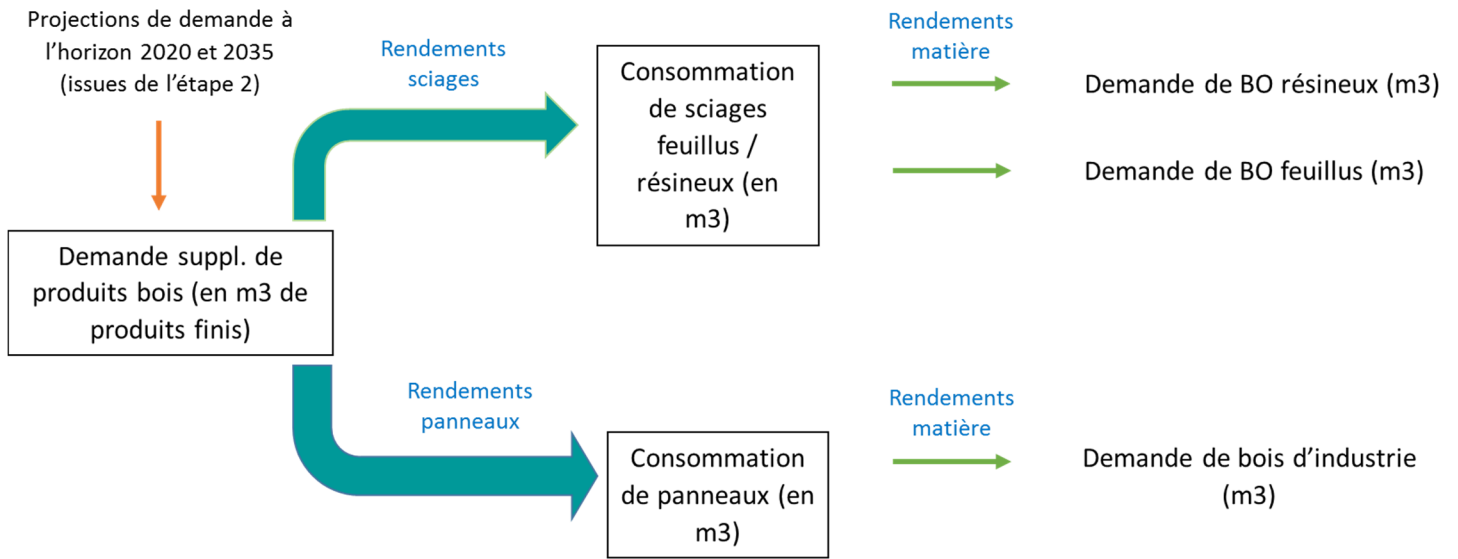 Projections de demande à
l’horizon 2020 et 2035
(issues de l’étape 2)
Demande suppl. de
produits bois (en m3 de
produits finis)
Rendements
sciages
Consommation
de sciages
feuillus /
résineux (en
m3)
Rendements
matière
Demande de BO résineux (m3)
Demande de BO feuillus (m3)
Rendements
panneaux
Consommation
de panneaux (en
m3)
Rendements
matière
Demande de bois d’industrie
(m3)